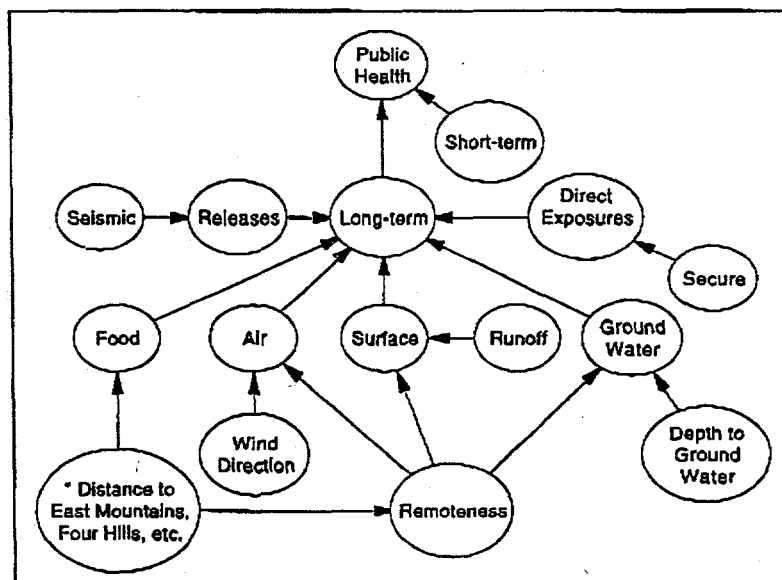 Public
Health
Short-term
Seismic
Releases
Long-term
Direct
Exposures
Secure
Food
Air
Surface
Runoff
Ground
Water
Wind
Direction
Depth to
Ground
Water
* Distance to
East Mountains,
Four Hills, etc.
Remoteness